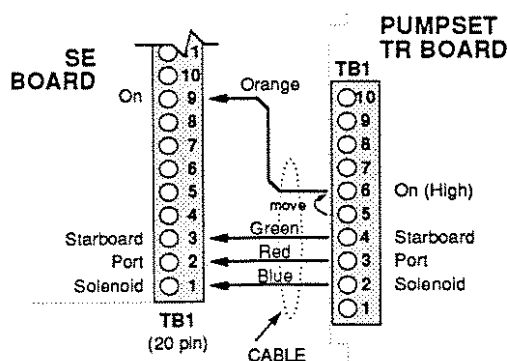 PUMPSET
TR BOARD
SE
BOARD
TB1
1
10
On 9
8
7
6
5
4
Starboard 3
Port 2
Solenoid 1
TB1
(20 pin)
Orange
move
Green
Red
Blue
CABLE
10
9
8
7
6 On (High)
5
4 Starboard
3 Port
2 Solenoid
1